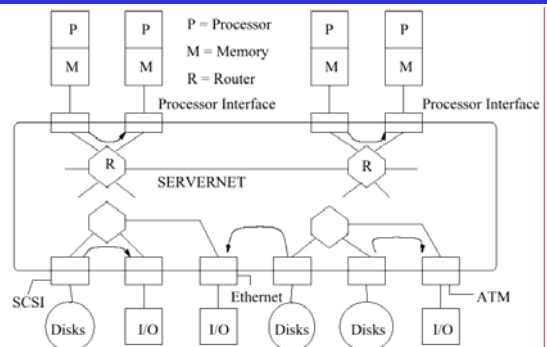 P P P = Processor P P
M M M = Memory M M
R = Router
Processor Interface Processor Interface
R R
SERVERNET
SCSI Ethernet ATM
Disks I/O I/O Disks Disks I/O